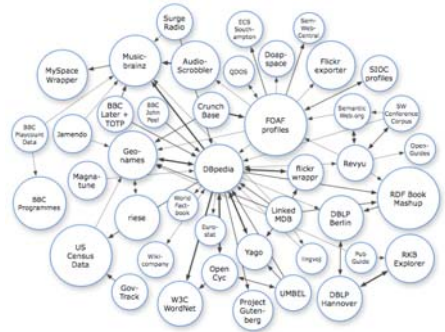 Surge
Radio
ECS
South-
ampton
Sem-
Web-
Central
Music-
brainz
Audio-
Scrobbler
Doap-
space
Flickr
exporter
MySpace
Wrapper
QDOS
SIOC
profiles
BBC
Later +
TOTP
BBC
John
Peel
Crunch
Base
FOAF
profiles
Semantic
Web.org
SW
Conference
Corpus
BBC
Playcount
Data
Jamendo
Geo-
names
DBpedia
flickr
wrappr
Revyu
Open-
Guides
Magna-
tune
BBC
Programmes
riese
World
Fact-
book
Linked
MDB
DBLP
Berlin
RDF Book
Mashup
US
Census
Data
Wiki-
company
Euro-
stat
Yago
lingvoj
Pub
Guide
RKB
Explorer
Gov-
Track
Open
Cyc
W3C
WordNet
Project
Guten-
berg
UMBEL
DBLP
Hannover